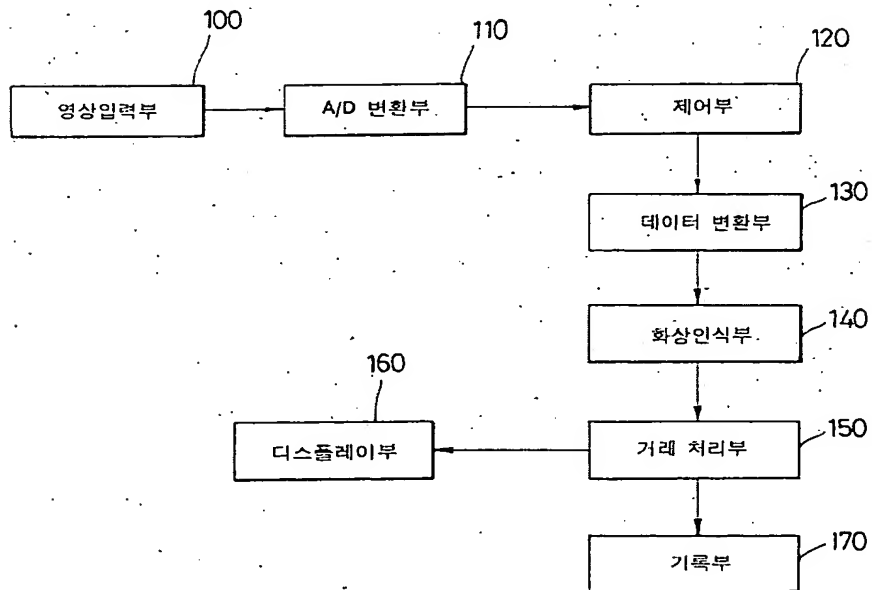 100
110
120
영상입력부
A/D 변환부
제어부
130
데이터 변환부
140
화상인식부
160
150
디스플레이부
거래 처리부
170
기록부